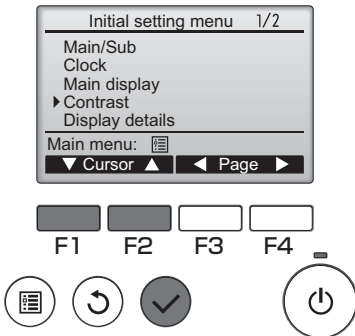 Initial setting menu 1/2
Main/Sub
Clock
Main display
Contrast
Display details
Main menu:
Cursor Page
F1 F2 F3 F4